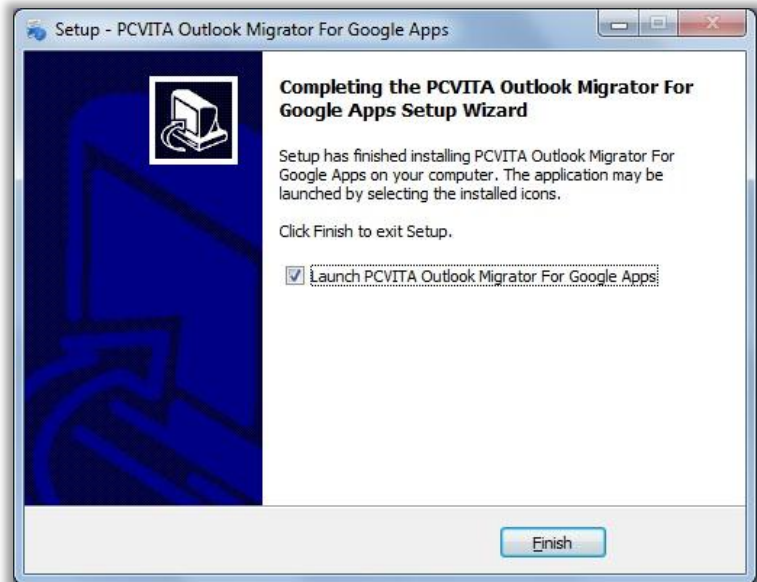 Setup - PCVITA Outlook Migrator For Google Apps
Completing the PCVITA Outlook Migrator For
Google Apps Setup Wizard
Setup has finished installing PCVITA Outlook Migrator For
Google Apps on your computer. The application may be
launched by selecting the installed icons.
Click Finish to exit Setup.
Launch PCVITA Outlook Migrator For Google Apps
Finish